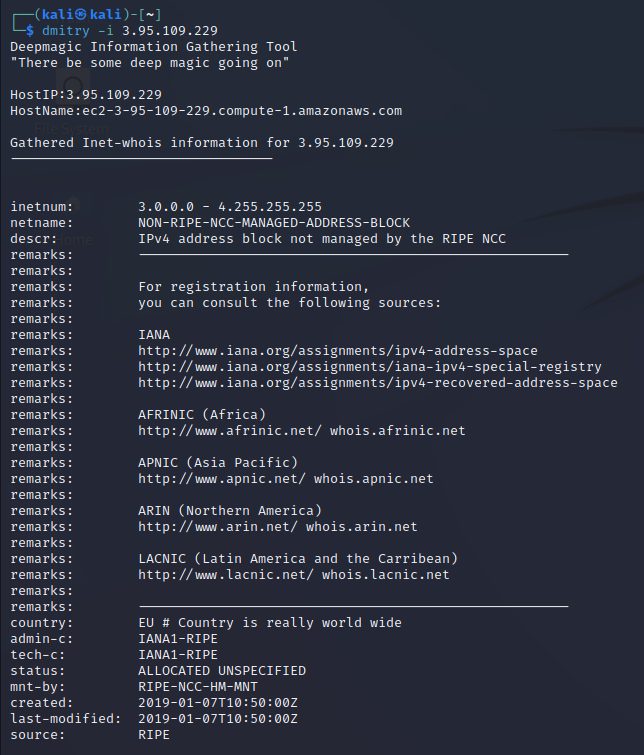 ┌──(kali㉿kali)-[~]
└─$ dmitry -i 3.95.109.229
Deepmagic Information Gathering Tool
"There be some deep magic going on"
HostIP:3.95.109.229
HostName:ec2-3-95-109-229.compute-1.amazonaws.com
Gathered Inet-whois information for 3.95.109.229
---------------------------------
inetnum:        3.0.0.0 - 4.255.255.255
netname:        NON-RIPE-NCC-MANAGED-ADDRESS-BLOCK
descr:          IPv4 address block not managed by the RIPE NCC
remarks:        ------------------------------------------------------
remarks:
remarks:        For registration information,
remarks:        you can consult the following sources:
remarks:
remarks:        IANA
remarks:        http://www.iana.org/assignments/ipv4-address-space
remarks:        http://www.iana.org/assignments/iana-ipv4-special-registry
remarks:        http://www.iana.org/assignments/ipv4-recovered-address-space
remarks:
remarks:        AFRINIC (Africa)
remarks:        http://www.afrinic.net/ whois.afrinic.net
remarks:
remarks:        APNIC (Asia Pacific)
remarks:        http://www.apnic.net/ whois.apnic.net
remarks:
remarks:        ARIN (Northern America)
remarks:        http://www.arin.net/ whois.arin.net
remarks:
remarks:        LACNIC (Latin America and the Carribean)
remarks:        http://www.lacnic.net/ whois.lacnic.net
remarks:
remarks:        ------------------------------------------------------
country:        EU # Country is really world wide
admin-c:        IANA1-RIPE
tech-c:         IANA1-RIPE
status:         ALLOCATED UNSPECIFIED
mnt-by:         RIPE-NCC-HM-MNT
created:        2019-01-07T10:50:00Z
last-modified:  2019-01-07T10:50:00Z
source:         RIPE